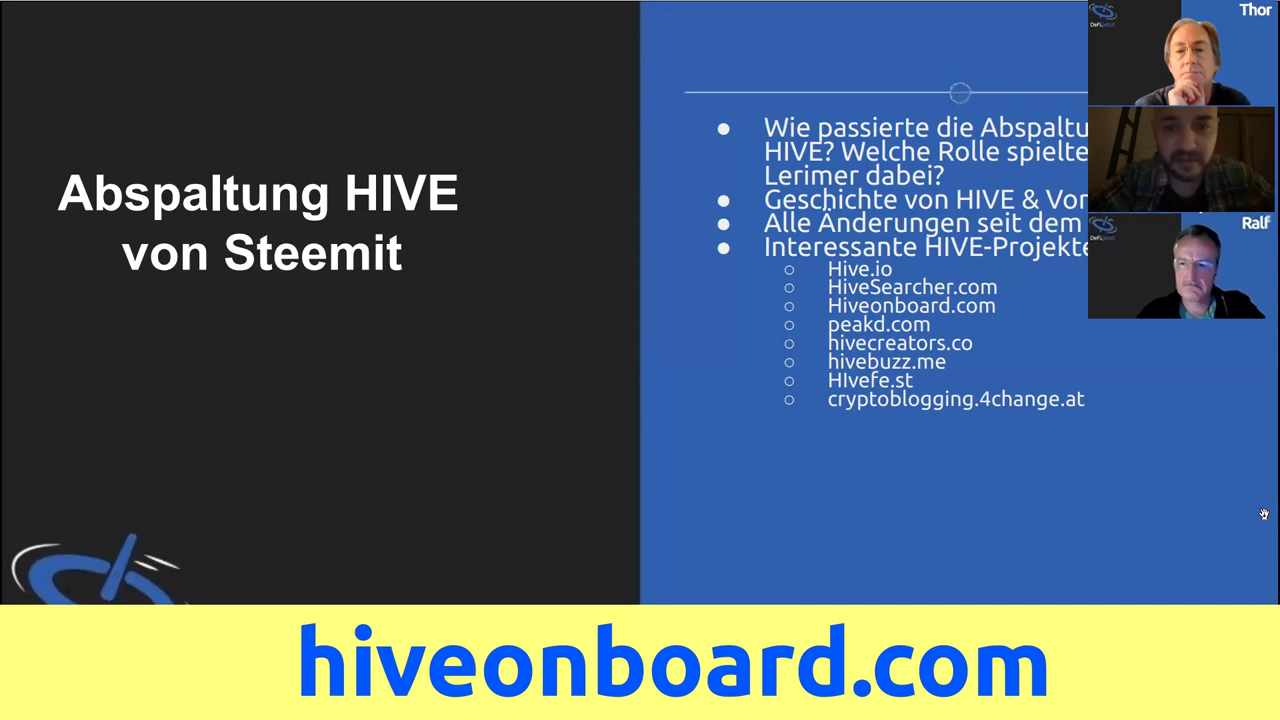 Abspaltung HIVE
von Steemit
Wie passierte die Abspaltu
HIVE? Welche Rolle spielte
Lerimer dabei?
Geschichte von HIVE & Vor
Alle Änderungen seit dem
Interessante HIVE-Projekte
Hive.io
HiveSearcher.com
Hiveonboard.com
peakd.com
hivecreators.co
hivebuzz.me
HIvefe.st
cryptoblogging.4change.at
Thor
Ralf
hiveonboard.com